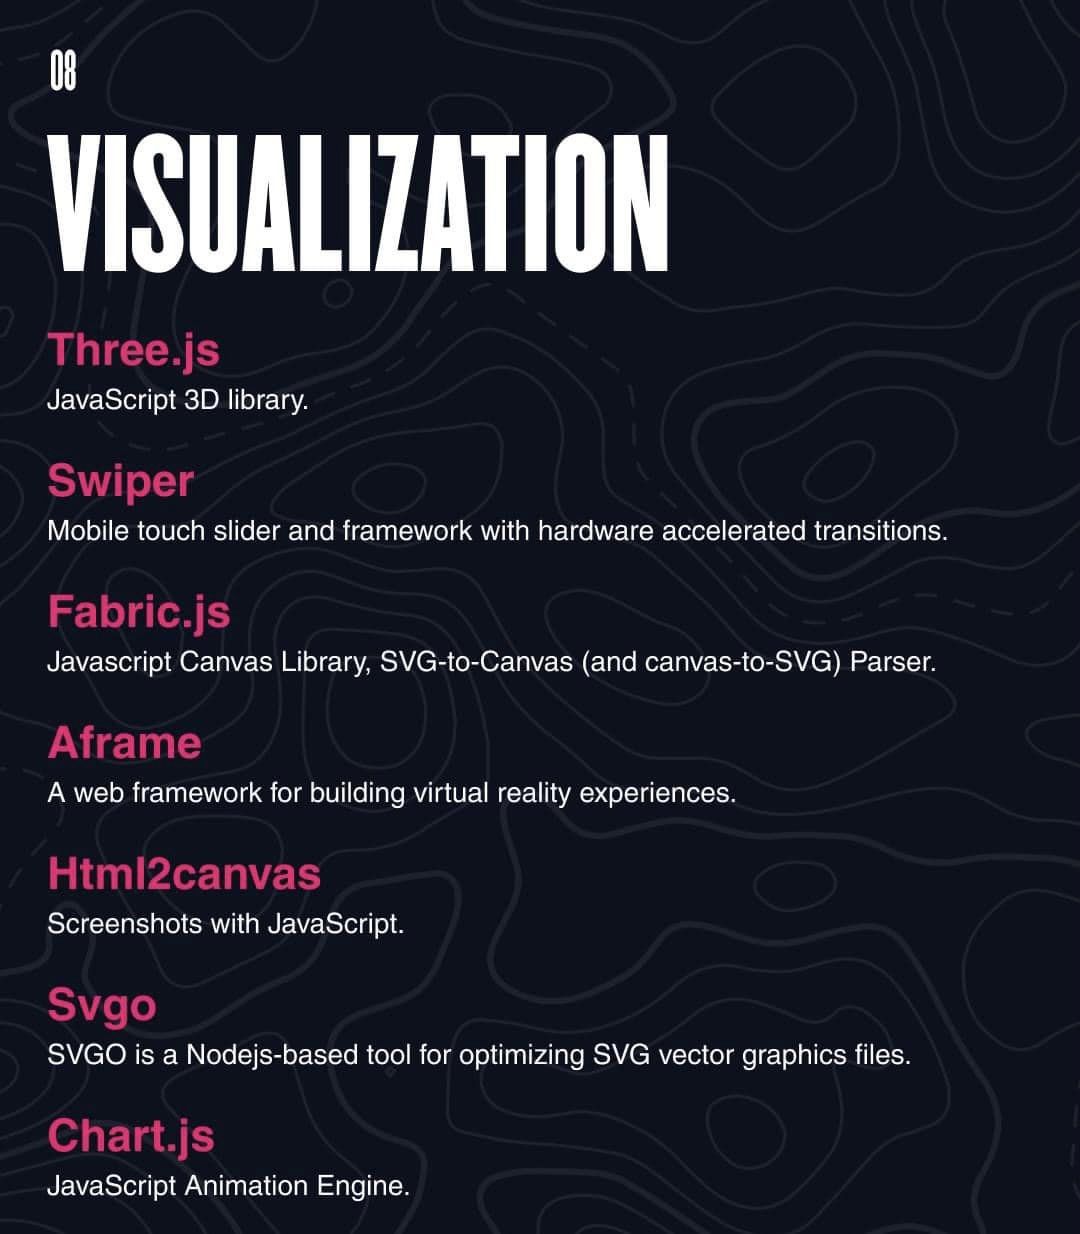 08
VISUALIZATION
Three.js
JavaScript 3D library.
Swiper
Mobile touch slider and framework with hardware accelerated transitions.
Fabric.js
Javascript Canvas Library, SVG-to-Canvas (and canvas-to-SVG) Parser.
Aframe
A web framework for building virtual reality experiences.
Html2canvas
Screenshots with JavaScript.
Svgo
SVGO is a Nodejs-based tool for optimizing SVG vector graphics files.
Chart.js
JavaScript Animation Engine.